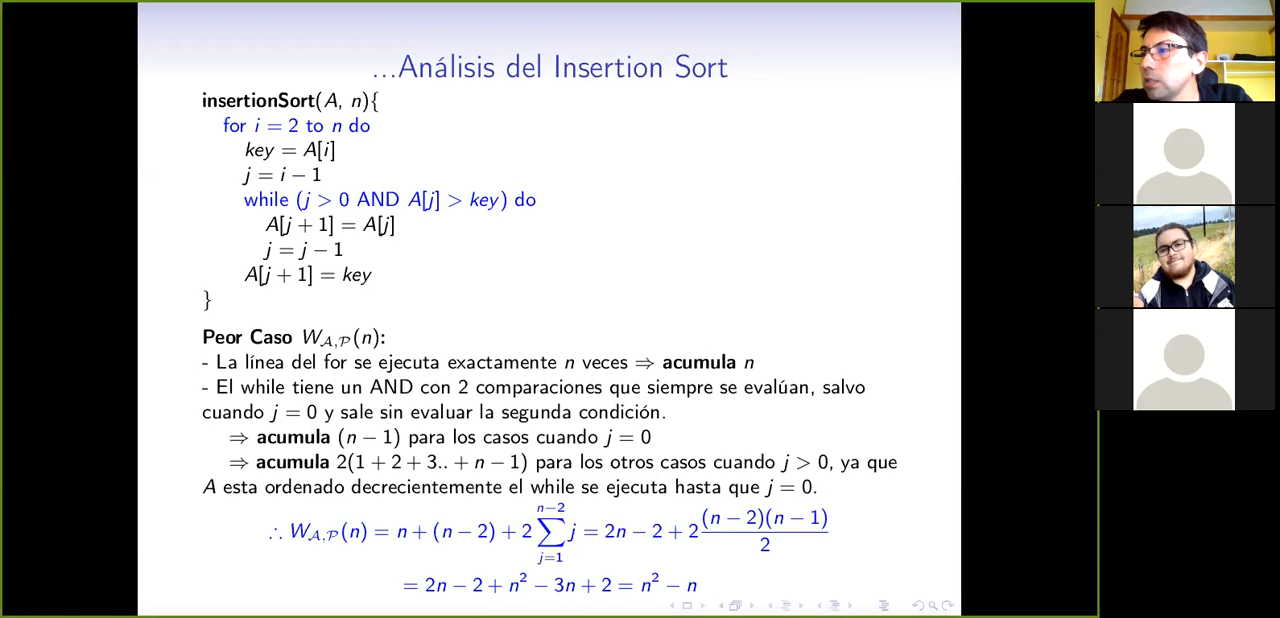 ...Análisis del Insertion Sort
insertionSort(A, n){
for i = 2 to n do
key = A[i]
j = i − 1
while (j > 0 AND A[j] > key) do
A[j + 1] = A[j]
j = j − 1
A[j + 1] = key
}
Peor Caso W_{A,P}(n):
- La línea del for se ejecuta exactamente n veces ⇒ acumula n
- El while tiene un AND con 2 comparaciones que siempre se evalúan, salvo
cuando j = 0 y sale sin evaluar la segunda condición.
⇒ acumula (n − 1) para los casos cuando j = 0
⇒ acumula 2(1 + 2 + 3.. + n − 1) para los otros casos cuando j > 0, ya que
A esta ordenado decrecientemente el while se ejecuta hasta que j = 0.
∴ W_{A,P}(n) = n + (n − 2) + 2 ∑_{j=1}^{n−2} j = 2n − 2 + 2 (n − 2)(n − 1)/2
= 2n − 2 + n² − 3n + 2 = n² − n